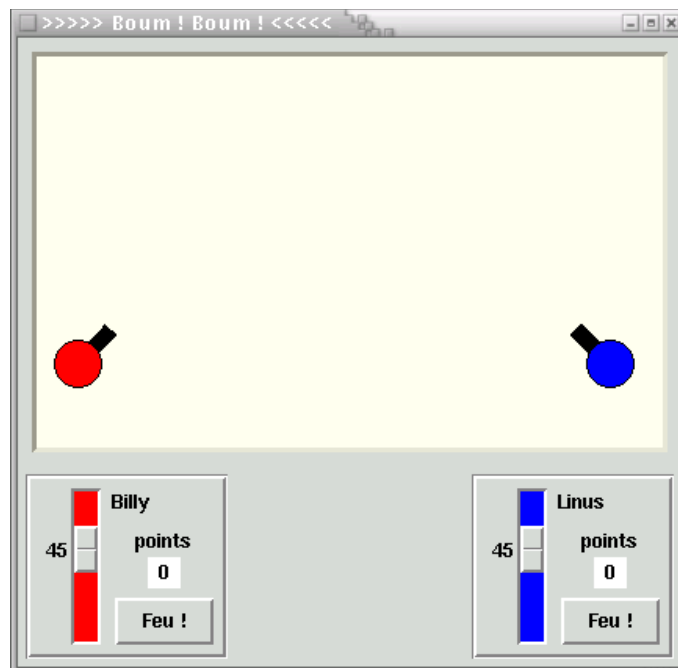 >>>>> Boum ! Boum ! <<<<<
Billy
45
points
0
Feu !
Linus
45
points
0
Feu !